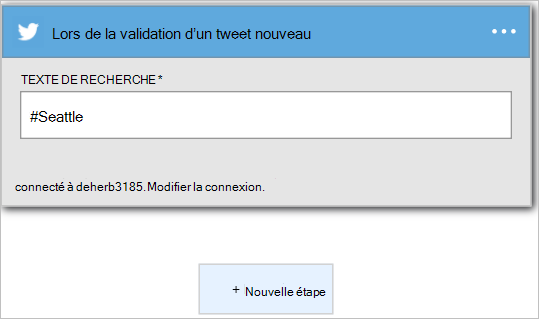 Lors de la validation d'un tweet nouveau
TEXTE DE RECHERCHE *
#Seattle
connecté à deherb3185. Modifier la connexion.
+ Nouvelle étape